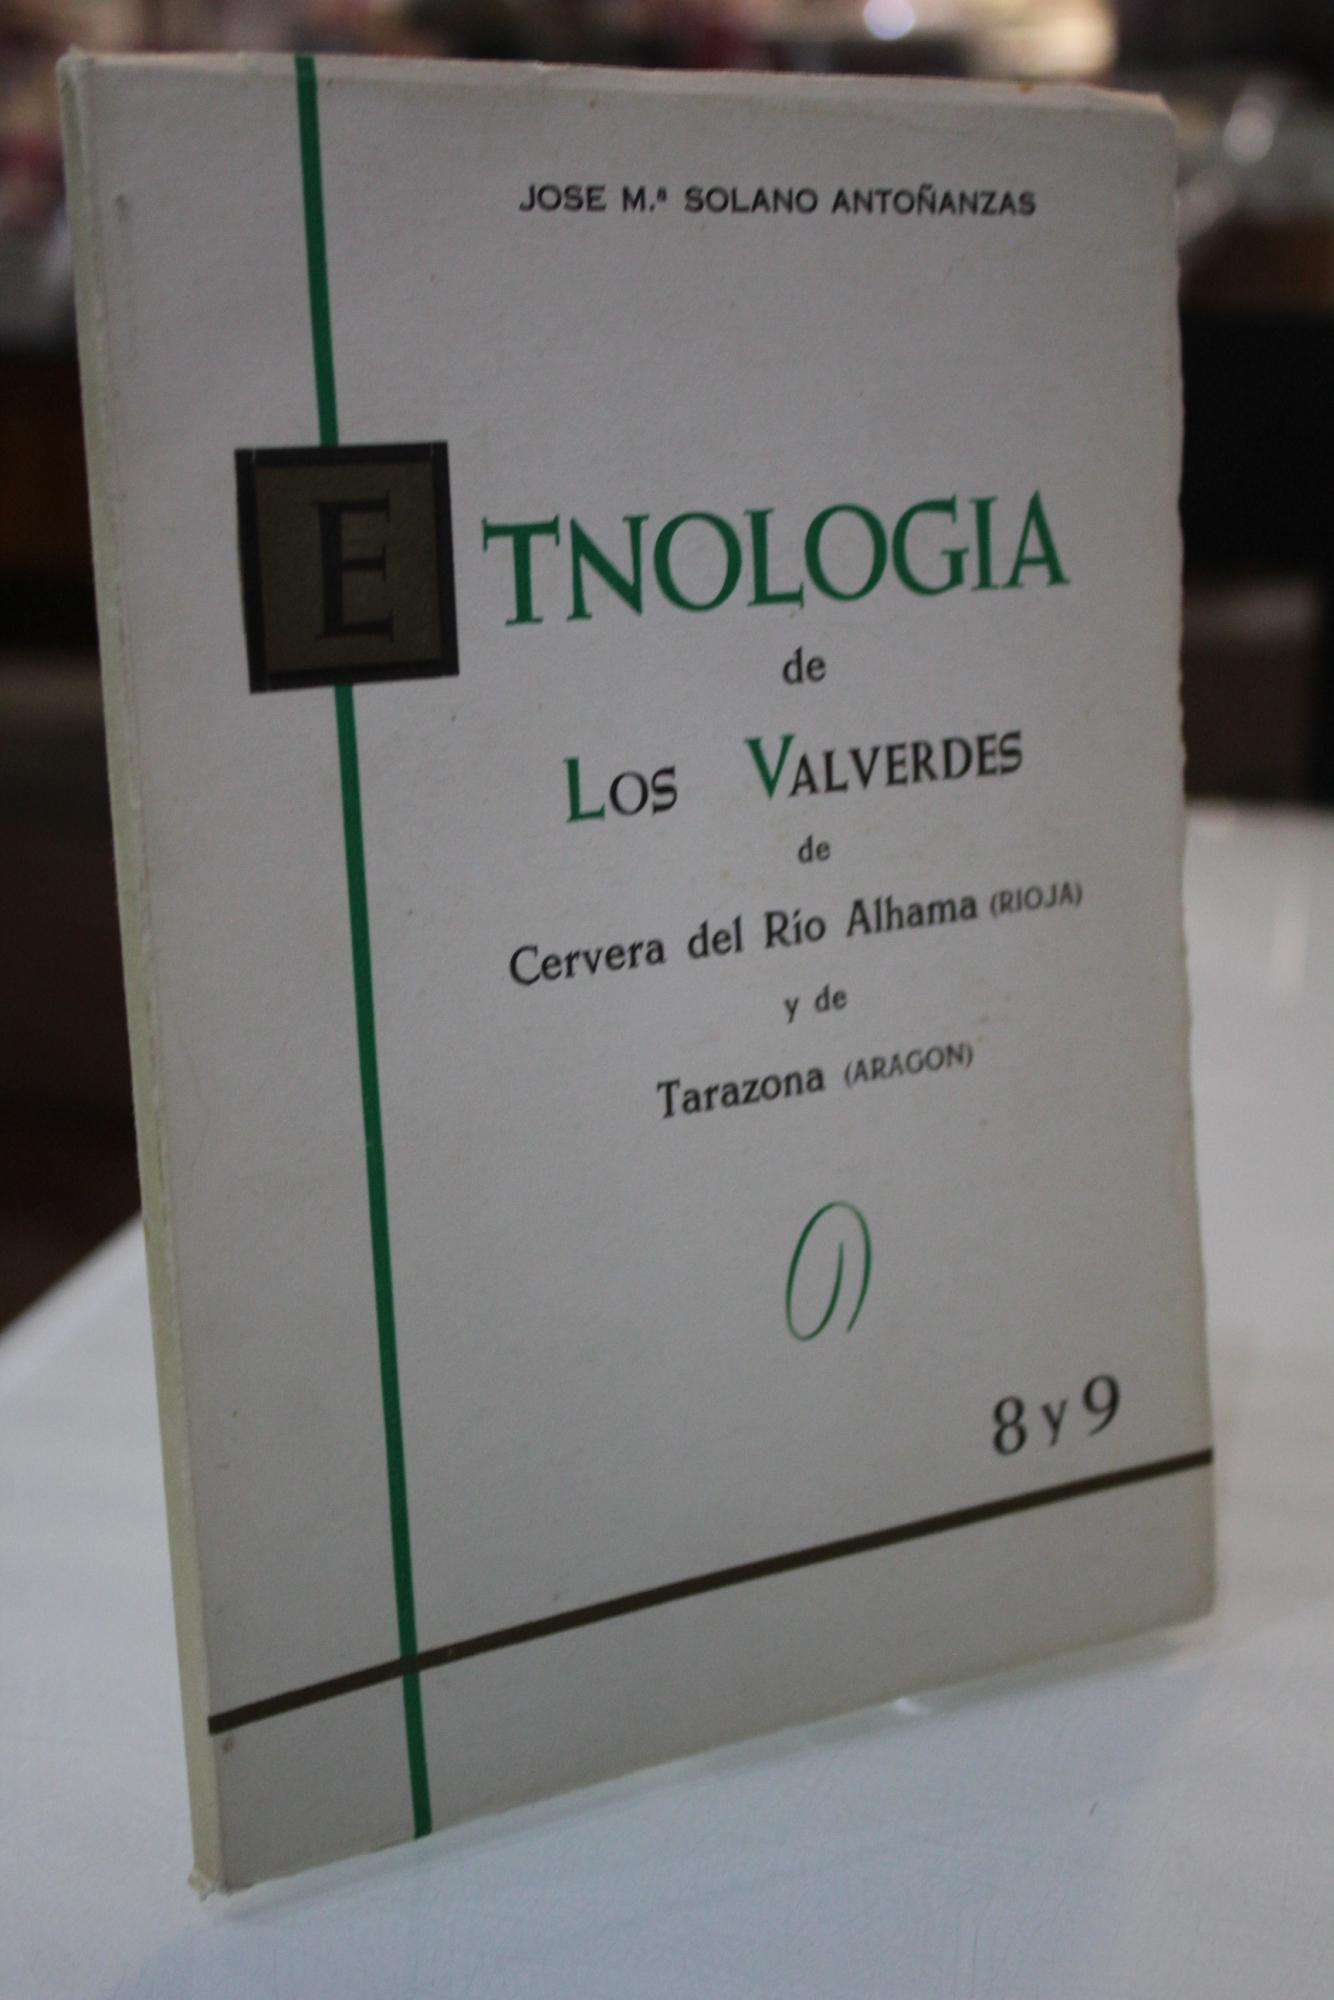 JOSE M.ª SOLANO ANTOÑANZAS
ETNOLOGIA
de
LOS VALVERDES
de
Cervera del Río Alhama (RIOJA)
y de
Tarazona (ARAGON)
8 y 9